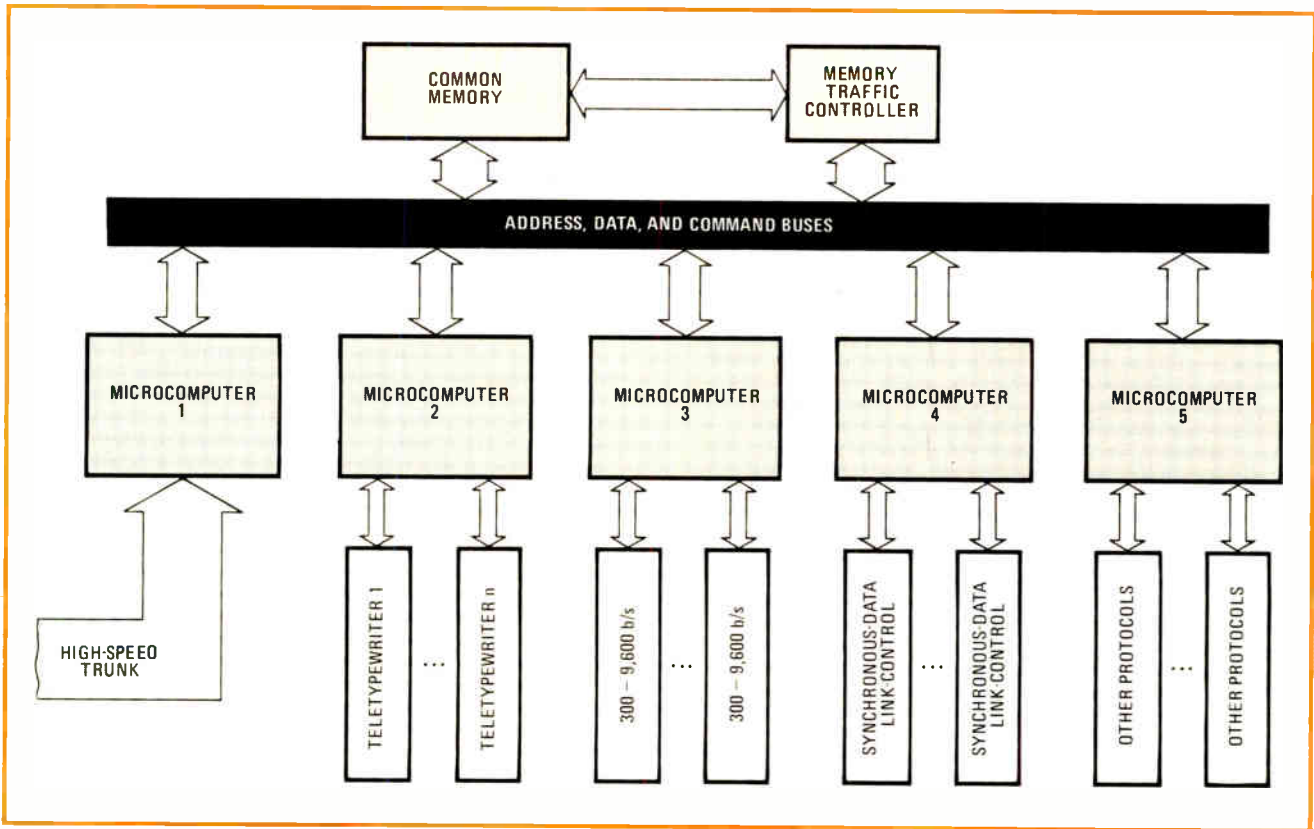 COMMON
MEMORY
MEMORY
TRAFFIC
CONTROLLER
ADDRESS, DATA, AND COMMAND BUSES
MICROCOMPUTER
1
MICROCOMPUTER
2
MICROCOMPUTER
3
MICROCOMPUTER
4
MICROCOMPUTER
5
HIGH-SPEED
TRUNK
TELETYPEWRITER 1
...
TELETYPEWRITER n
300 – 9,600 b/s
...
300 – 9,600 b/s
SYNCHRONOUS-DATA
LINK-CONTROL
...
SYNCHRONOUS-DATA
LINK-CONTROL
OTHER PROTOCOLS
...
OTHER PROTOCOLS